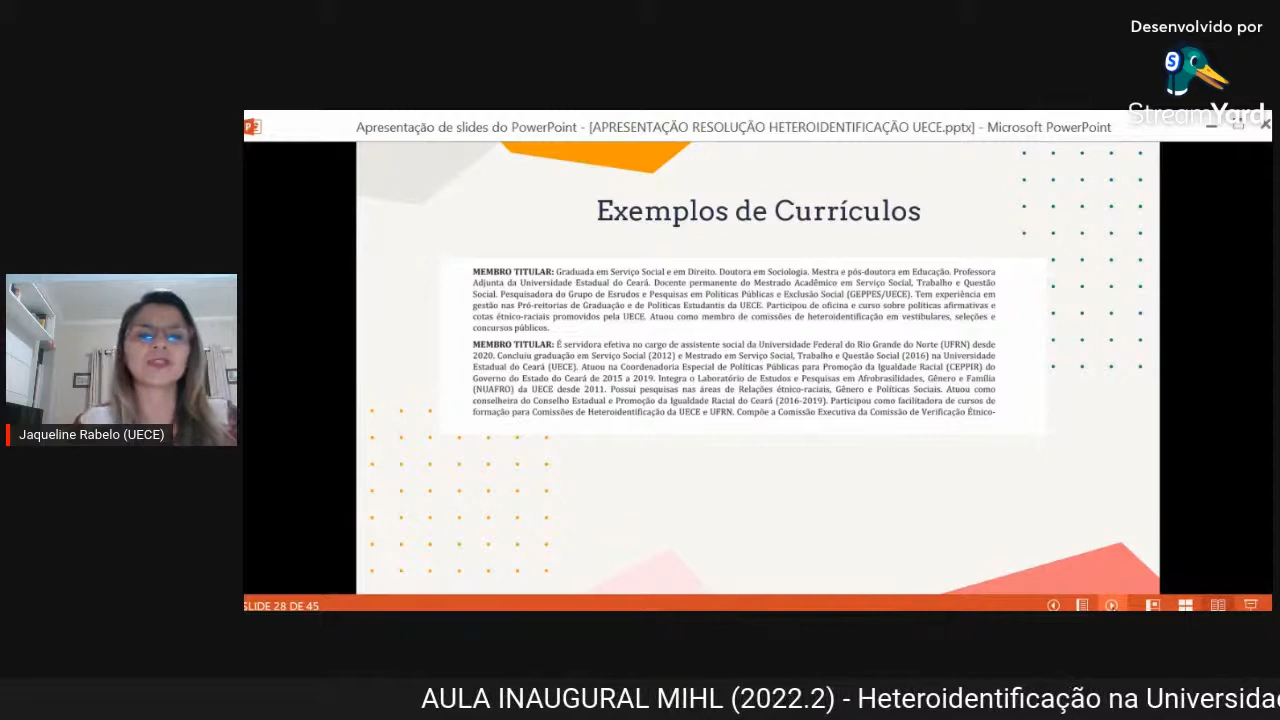 Desenvolvido por
StreamYard
Apresentação de slides do PowerPoint - [APRESENTAÇÃO RESOLUÇÃO HETEROIDENTIFICAÇÃO UECE.pptx] - Microsoft PowerPoint
Exemplos de Currículos
MEMBRO TITULAR: Graduada em Serviço Social e em Direito. Doutora em Sociologia. Mestra e pós-doutora em Educação. Professora
Adjunta da Universidade Estadual do Ceará. Docente permanente do Mestrado Acadêmico em Serviço Social, Trabalho e Questão
Social. Pesquisadora do Grupo de Esrudos e Pesquisas em Políticas Públicas e Exclusão Social (GEPPES/UECE). Tem experiência em
gestão nas Pró-reitorias de Graduação e de Políticas Estudantis da UECE. Participou de oficina e curso sobre políticas afirmativas e
cotas étnico-raciais promovidos pela UECE. Atuou como membro de comissões de heteroidentificação em vestibulares, seleções e
concursos públicos.
MEMBRO TITULAR: É servidora efetiva no cargo de assistente social da Universidade Federal do Rio Grande do Norte (UFRN) desde
2020. Concluiu graduação em Serviço Social (2012) e Mestrado em Serviço Social, Trabalho e Questão Social (2016) na Universidade
Estadual do Ceará (UECE). Atuou na Coordenadoria Especial de Políticas Públicas para Promoção da Igualdade Racial (CEPPIR) do
Governo do Estado do Ceará de 2015 a 2019. Integra o Laboratório de Estudos e Pesquisas em Afrobrasilidades, Gênero e Família
(NUAFRO) da UECE desde 2011. Possui pesquisas nas áreas de Relações étnico-raciais, Gênero e Políticas Sociais. Atuou como
conselheira do Conselho Estadual e Promoção da Igualdade Racial do Ceará (2016-2019). Participou como facilitadora de cursos de
formação para Comissões de Heteroidentificação da UECE e UFRN. Compõe a Comissão Executiva da Comissão de Verificação Étnico-
Jaqueline Rabelo (UECE)
SLIDE 28 DE 45
AULA INAUGURAL MIHL (2022.2) - Heteroidentificação na Universida